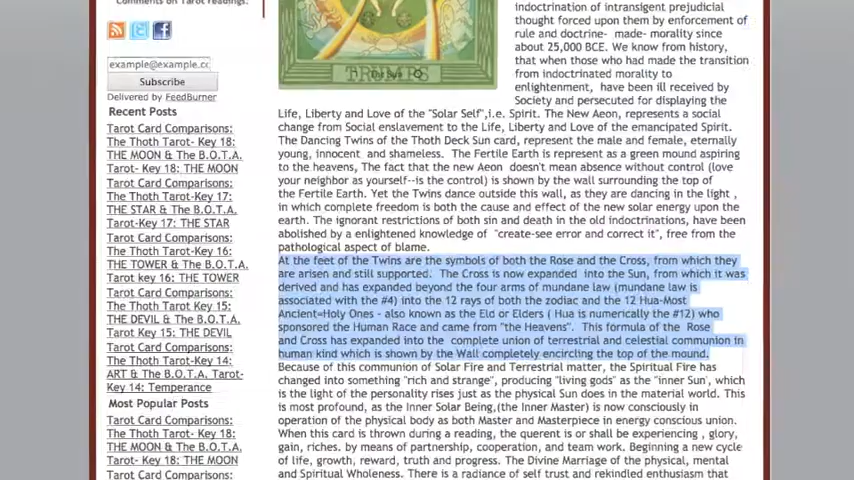 Comments on Tarot readings.
example@example.cc
Subscribe
Delivered by FeedBurner
Recent Posts
Tarot Card Comparisons:
The Thoth Tarot- Key 18:
THE MOON & The B.O.T.A.
Tarot- Key 18: THE MOON
Tarot Card Comparisons:
The Thoth Tarot-Key 17:
THE STAR & The B.O.T.A.
Tarot-Key 17: THE STAR
Tarot Card Comparisons:
The Thoth Tarot-Key 16:
THE TOWER & The B.O.T.A.
Tarot key 16: THE TOWER
Tarot Card Comparisons:
The Thoth Tarot- Key 15:
THE DEVIL & The B.O.T.A.
Tarot-Key 15: THE DEVIL
Tarot Card Comparisons:
The Thoth Tarot-Key 14:
ART & The B.O.T.A. Tarot-
Key 14: Temperance
Most Popular Posts
Tarot Card Comparisons:
The Thoth Tarot- Key 18:
THE MOON & The B.O.T.A.
Tarot- Key 18: THE MOON
Tarot Card Comparisons:
TRUMPS
The Sun
indoctrination of intransigent prejudicial
thought forced upon them by enforcement of
rule and doctrine- made- morality since
about 25,000 BCE. We know from history,
that when those who had made the transition
from indoctrinated morality to
enlightenment, have been ill received by
Society and persecuted for displaying the
Life, Liberty and Love of the "Solar Self",i.e. Spirit. The New Aeon, represents a social
change from Social enslavement to the Life, Liberty and Love of the emancipated Spirit.
The Dancing Twins of the Thoth Deck Sun card, represent the male and female, eternally
young, innocent and shameless. The Fertile Earth is represent as a green mound aspiring
to the heavens, The fact that the new Aeon doesn't mean absence without control (love
your neighbor as yourself--is the control) is shown by the wall surrounding the top of
the Fertile Earth. Yet the Twins dance outside this wall, as they are dancing in the light ,
in which complete freedom is both the cause and effect of the new solar energy upon the
earth. The ignorant restrictions of both sin and death in the old indoctrinations, have been
abolished by a enlightened knowledge of "create-see error and correct it", free from the
pathological aspect of blame.
At the feet of the Twins are the symbols of both the Rose and the Cross, from which they
are arisen and still supported. The Cross is now expanded into the Sun, from which it was
derived and has expanded beyond the four arms of mundane law (mundane law is
associated with the #4) into the 12 rays of both the zodiac and the 12 Hua-Most
Ancient=Holy Ones - also known as the Eld or Elders ( Hua is numerically the #12) who
sponsored the Human Race and came from "the Heavens". This formula of the Rose
and Cross has expanded into the complete union of terrestrial and celestial communion in
human kind which is shown by the Wall completely encircling the top of the mound.
Because of this communion of Solar Fire and Terrestrial matter, the Spiritual Fire has
changed into something "rich and strange", producing "living gods" as the "inner Sun', which
is the light of the personality rises just as the physical Sun does in the material world. This
is most profound, as the Inner Solar Being,(the Inner Master) is now consciously in
operation of the physical body as both Master and Masterpiece in energy conscious union.
When this card is thrown during a reading, the querent is or shall be experiencing , glory,
gain, riches. by means of partnership, cooperation, and team work. Beginning a new cycle
of life, growth, reward, truth and progress. The Divine Marriage of the physical, mental
and Spiritual Wholeness. There is a radiance of self trust and rekindled enthusiasm that